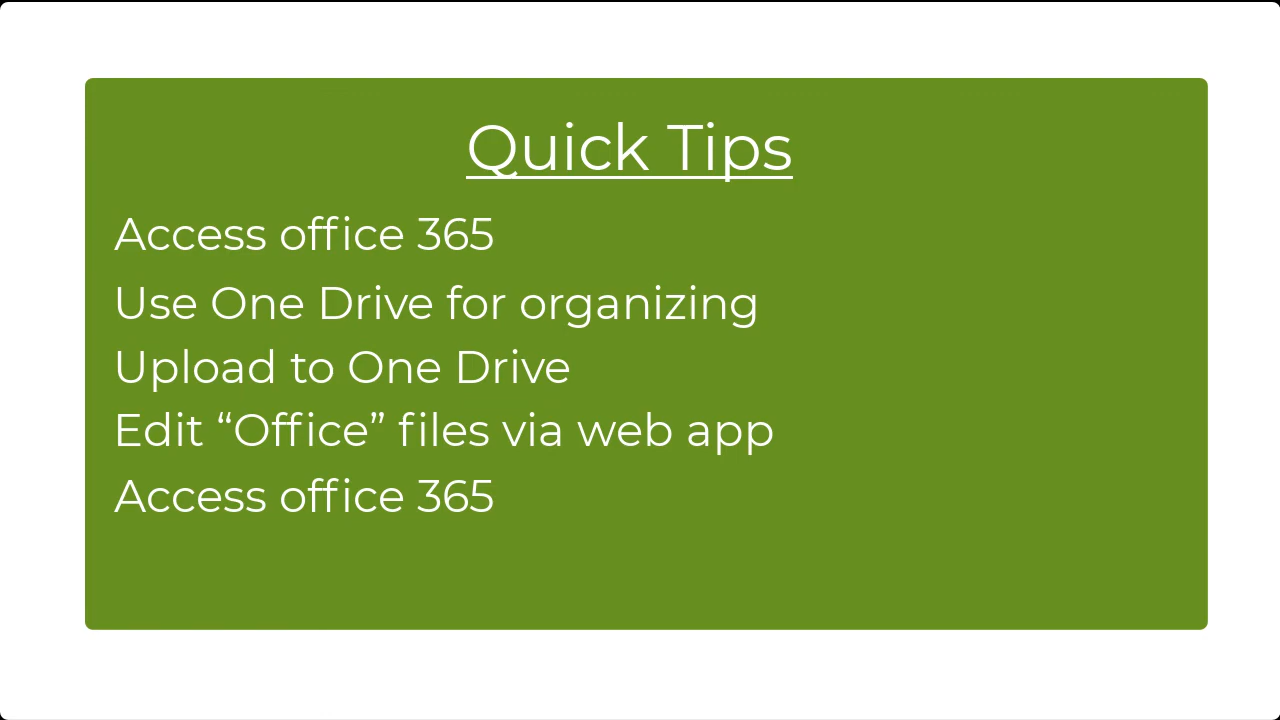 Quick Tips
Access office 365
Use One Drive for organizing
Upload to One Drive
Edit “Office” files via web app
Access office 365